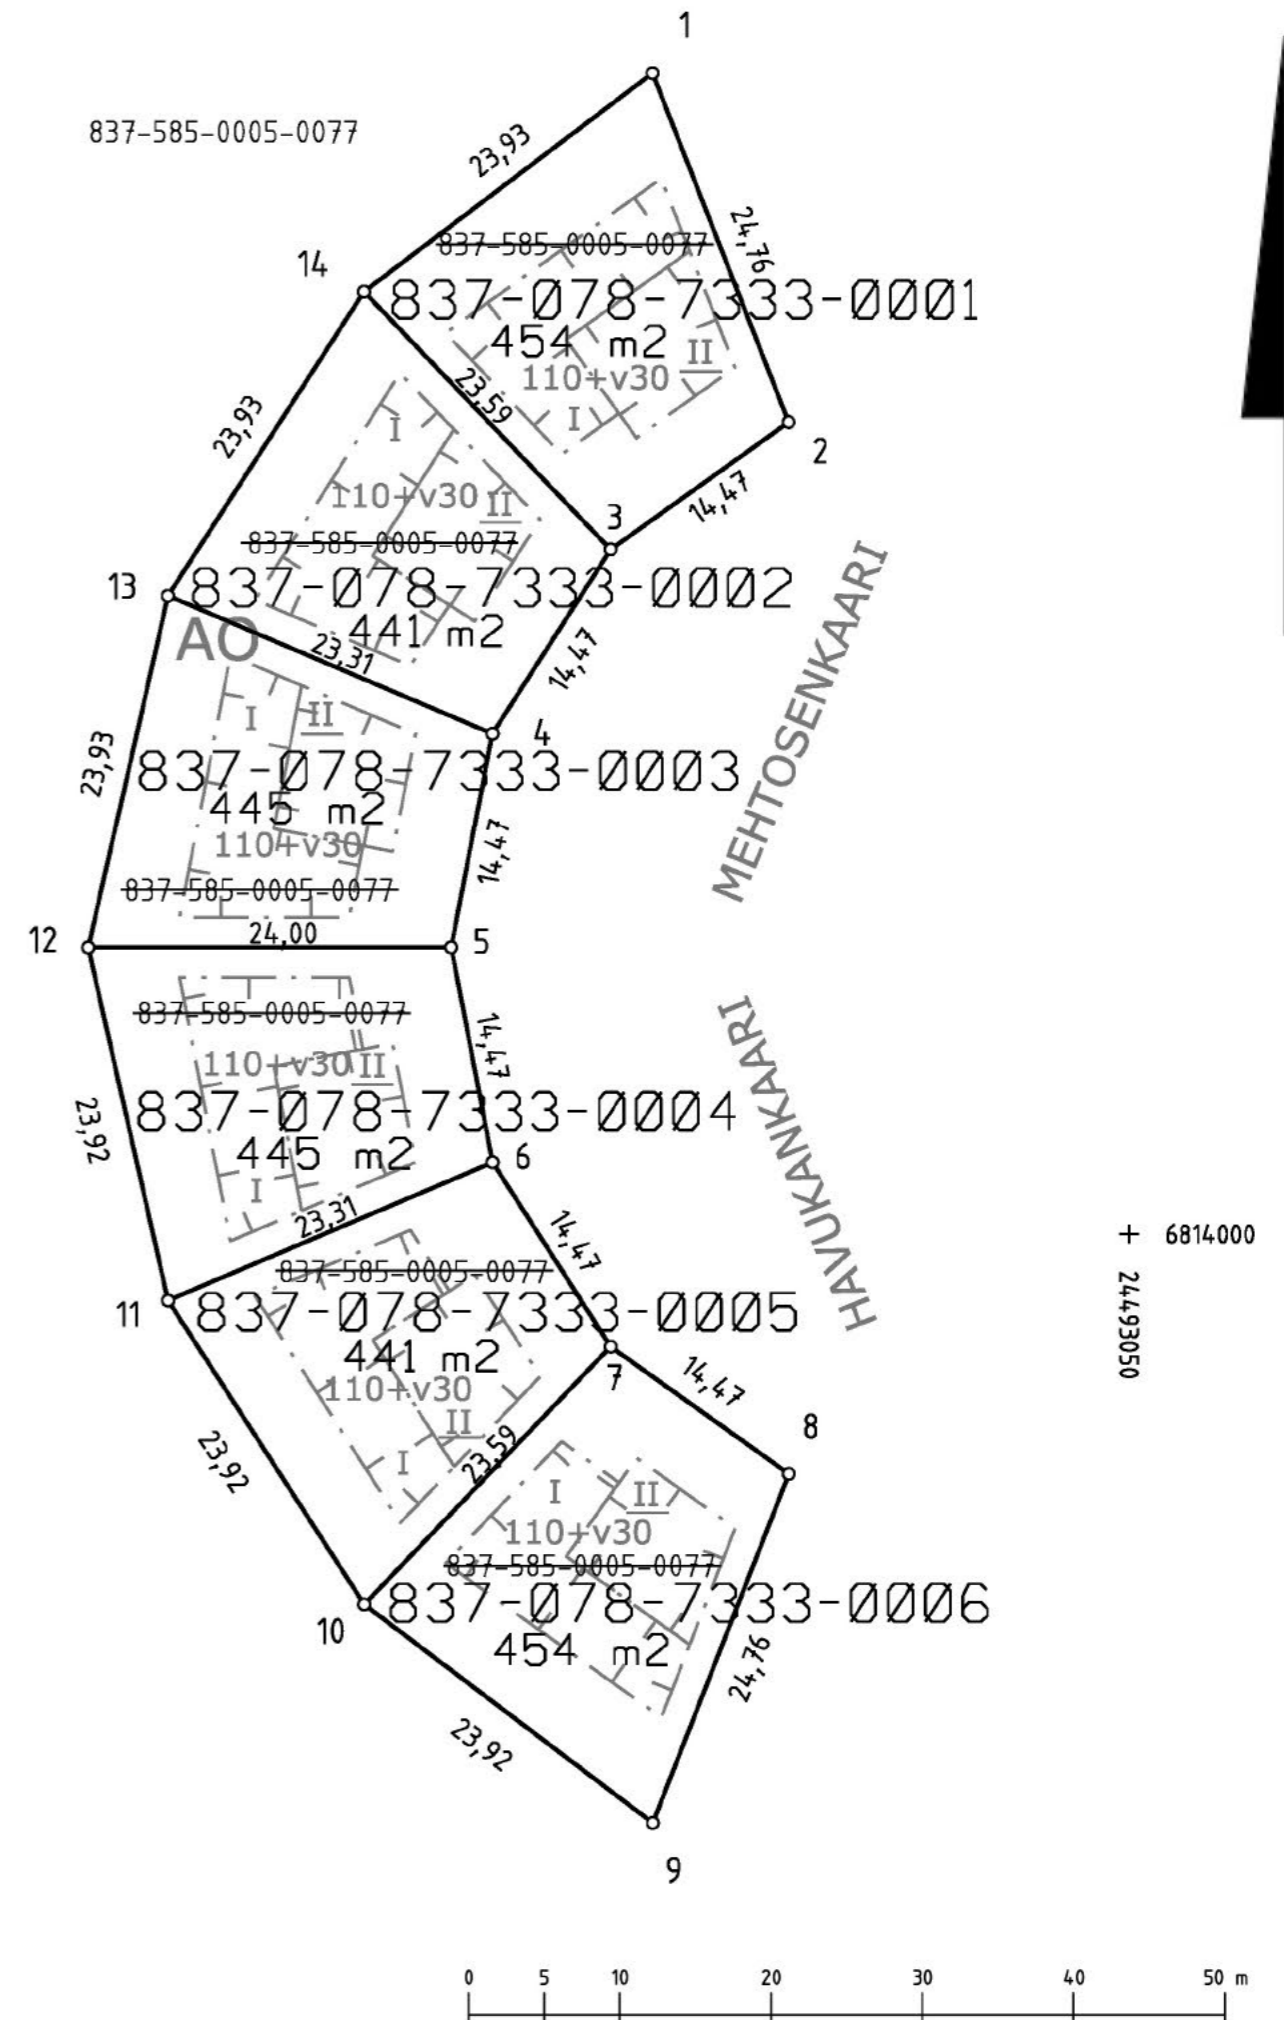 1
837-585-0005-0077
23,93
24,76
837-585-0005-0077
14
837-078-7333-0001
454 m2
II
110+v30
23,59
I
2
23,93
I
14,47
110+v30 II
3
837-585-0005-0077
13
837-078-7333-0002
441 m2
AO
23,31
14,47
MEHTOSENKAARI
I
II
4
23,93
837-078-7333-0003
445 m2
110+v30
14,47
837-585-0005-0077
24,00
12
5
837-585-0005-0077
14,47
110+v30 II
HAVUKANKAARI
837-078-7333-0004
23,92
445 m2
6
I
23,31
14,47
6814000
24493050
837-585-0005-0077
11
837-078-7333-0005
441 m2
7
110+v30
14,47
II
8
I
23,59
23,92
I
II
110+v30
837-585-0005-0077
10
837-078-7333-0006
454 m2
24,76
23,92
9
0 5 10 20 30 40 50 m